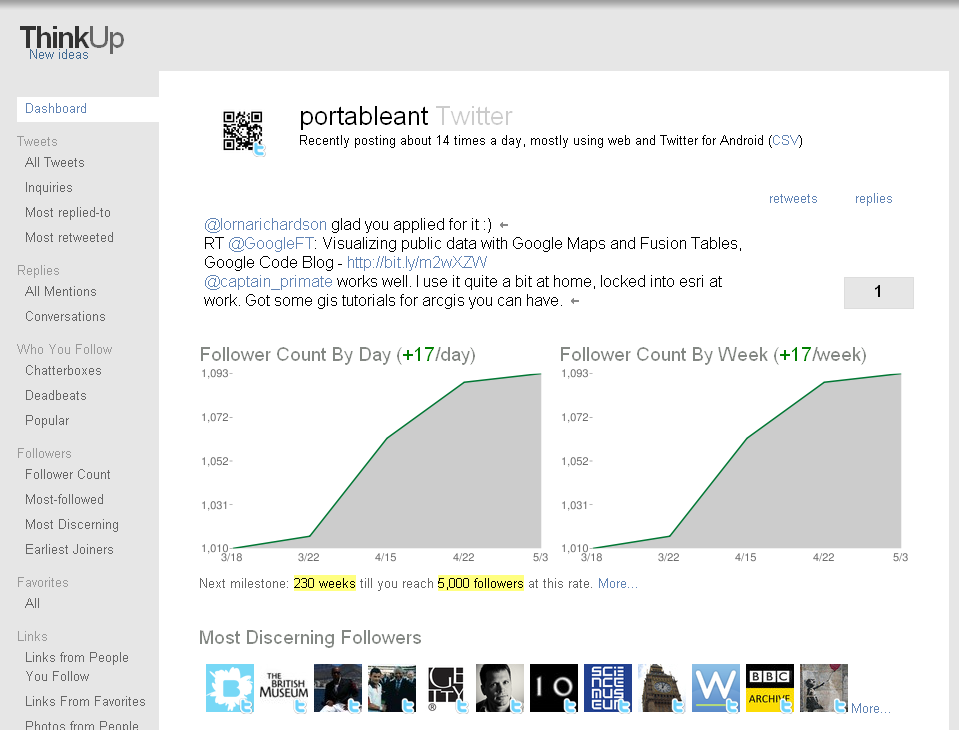 ThinkUp
New ideas
Dashboard
Tweets
All Tweets
Inquiries
Most replied-to
Most retweeted
Replies
All Mentions
Conversations
Who You Follow
Chatterboxes
Deadbeats
Popular
Followers
Follower Count
Most-followed
Most Discerning
Earliest Joiners
Favorites
All
Links
Links from People
You Follow
Links From Favorites
Photos from People
portableant Twitter
Recently posting about 14 times a day, mostly using web and Twitter for Android (CSV)
retweets replies
@lornarichardson glad you applied for it :) ←
RT @GoogleFT: Visualizing public data with Google Maps and Fusion Tables,
Google Code Blog - http://bit.ly/m2wXZW
@captain_primate works well. I use it quite a bit at home, locked into esri at
work. Got some gis tutorials for arcgis you can have. ←
1
Follower Count By Day (+17/day)
1,093
1,072
1,052
1,031
1,010
3/18 3/22 4/15 4/22 5/3
Follower Count By Week (+17/week)
1,093
1,072
1,052
1,031
1,010
3/18 3/22 4/15 4/22 5/3
Next milestone: 230 weeks till you reach 5,000 followers at this rate. More...
Most Discerning Followers
THE
BRITISH
MUSEUM
GE
TTY
®
1 0
SCI
ENCE
MUS
EUM
W
BBC
ARCHIVE
More...